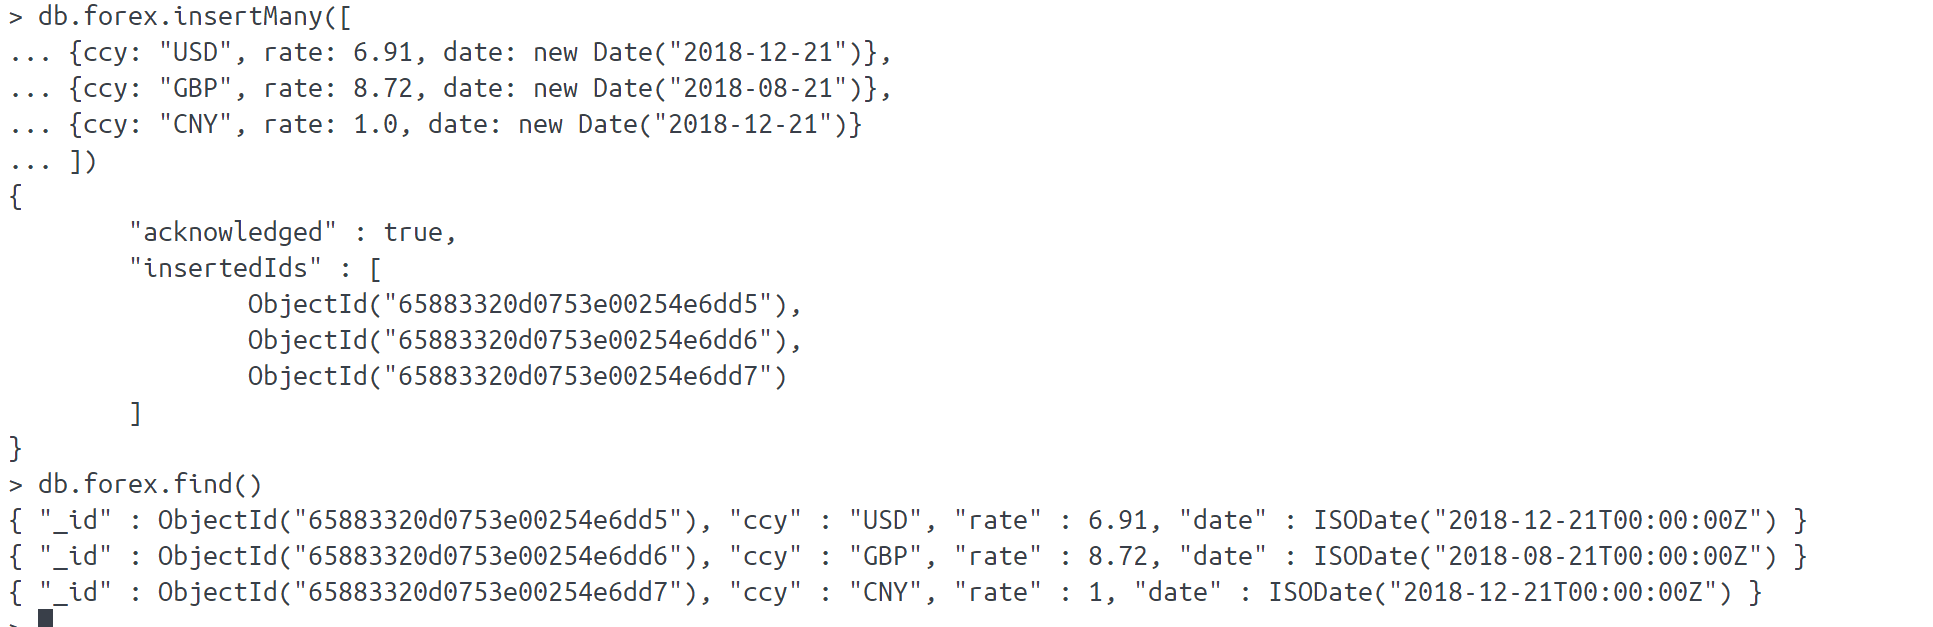 > db.forex.insertMany([
... {ccy: "USD", rate: 6.91, date: new Date("2018-12-21")},
... {ccy: "GBP", rate: 8.72, date: new Date("2018-08-21")},
... {ccy: "CNY", rate: 1.0, date: new Date("2018-12-21")}
... ])
{
        "acknowledged" : true,
        "insertedIds" : [
                ObjectId("65883320d0753e00254e6dd5"),
                ObjectId("65883320d0753e00254e6dd6"),
                ObjectId("65883320d0753e00254e6dd7")
        ]
}
> db.forex.find()
{ "_id" : ObjectId("65883320d0753e00254e6dd5"), "ccy" : "USD", "rate" : 6.91, "date" : ISODate("2018-12-21T00:00:00Z") }
{ "_id" : ObjectId("65883320d0753e00254e6dd6"), "ccy" : "GBP", "rate" : 8.72, "date" : ISODate("2018-08-21T00:00:00Z") }
{ "_id" : ObjectId("65883320d0753e00254e6dd7"), "ccy" : "CNY", "rate" : 1, "date" : ISODate("2018-12-21T00:00:00Z") }
>